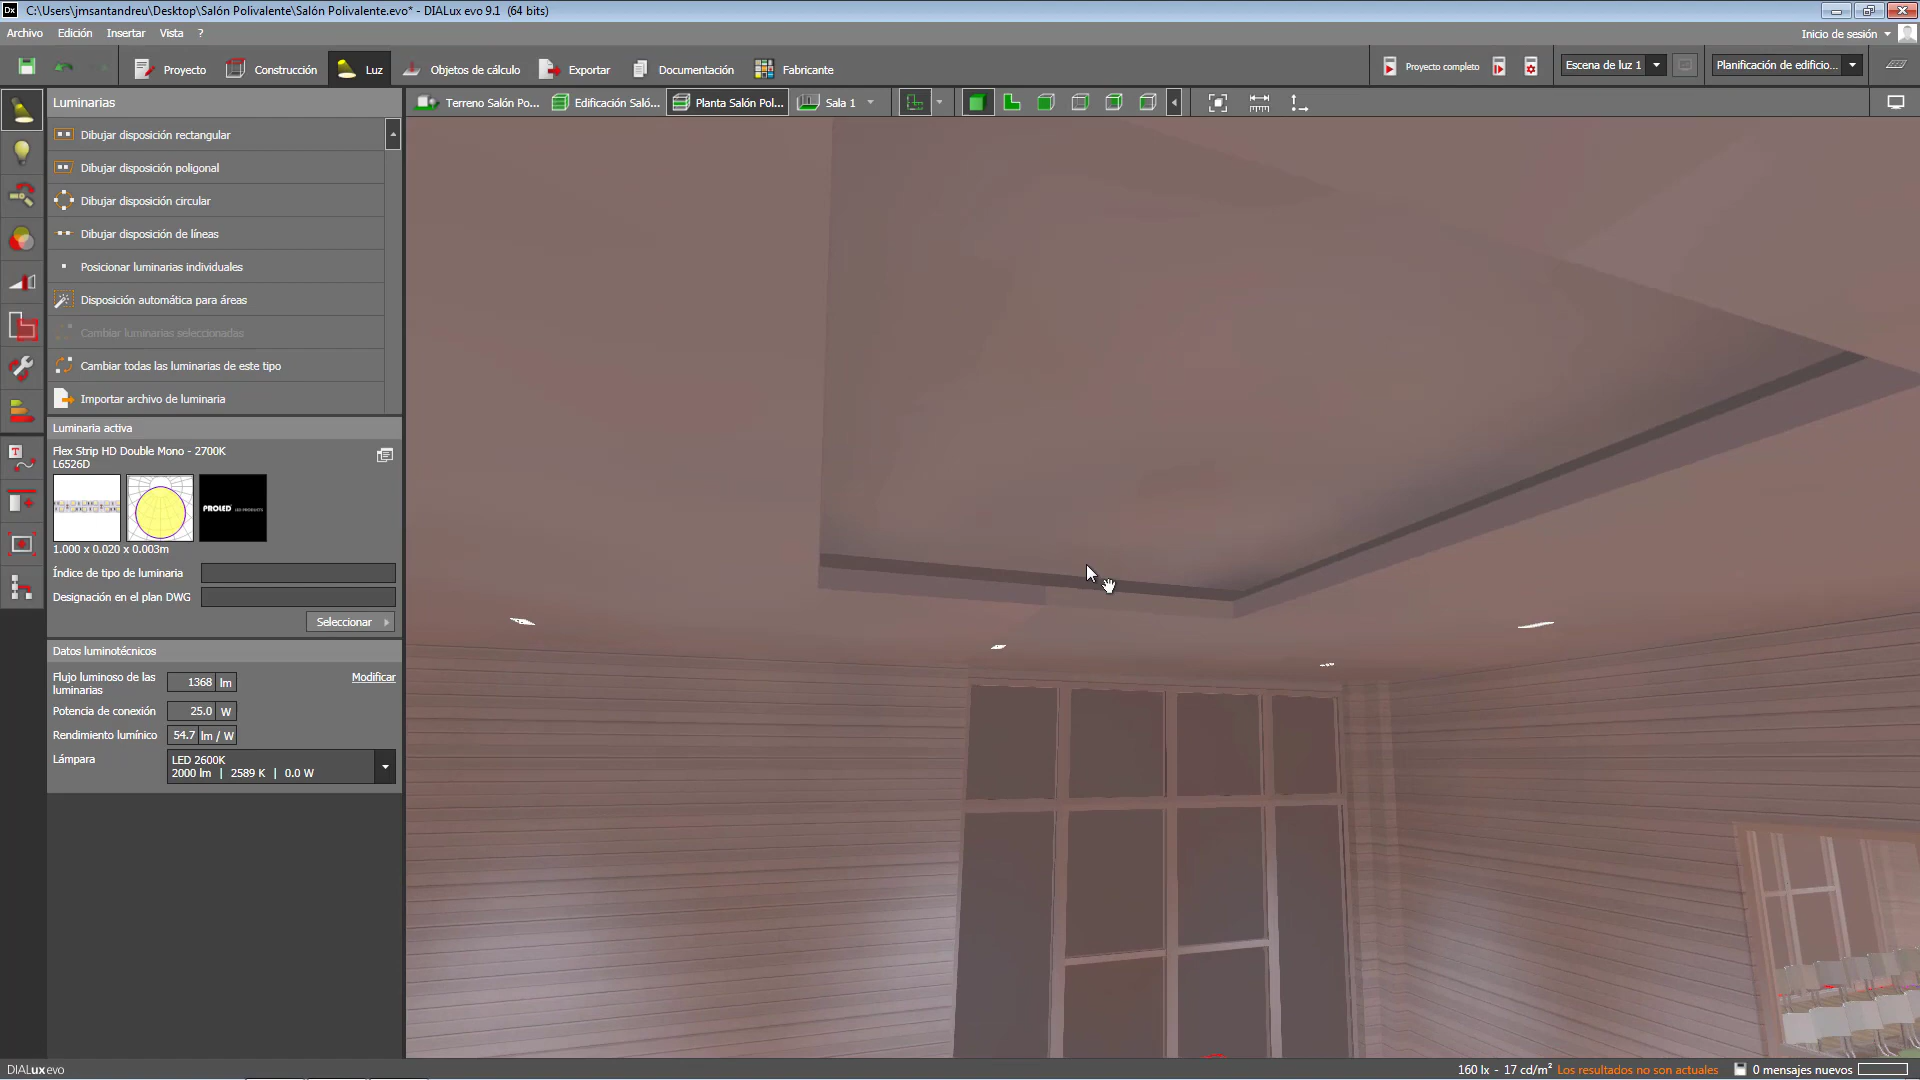 Dx C:\Users\jmsantandreu\Desktop\Salón Polivalente\Salón Polivalente.evo* - DIALux evo 9.1 (64 bits)
Archivo Edición Insertar Vista ?
Inicio de sesión
Proyecto Construcción Luz Objetos de cálculo Exportar Documentación Fabricante
Proyecto completo Escena de luz 1 Planificación de edificio...
Luminarias
Terreno Salón Po... Edificación Saló... Planta Salón Pol... Sala 1
Dibujar disposición rectangular
Dibujar disposición poligonal
Dibujar disposición circular
Dibujar disposición de líneas
Posicionar luminarias individuales
Disposición automática para áreas
Cambiar luminarias seleccionadas
Cambiar todas las luminarias de este tipo
Importar archivo de luminaria
Luminaria activa
Flex Strip HD Double Mono - 2700K
L6526D
PROLED LED PRODUCTS
1.000 x 0.020 x 0.003m
Índice de tipo de luminaria
Designación en el plan DWG
Seleccionar
Datos luminotécnicos
Flujo luminoso de las
luminarias
1368 lm
Modificar
Potencia de conexión 25.0 W
Rendimiento lumínico 54.7 lm / W
Lámpara
LED 2600K
2000 lm | 2589 K | 0.0 W
DIALux evo
160 lx - 17 cd/m² Los resultados no son actuales 0 mensajes nuevos